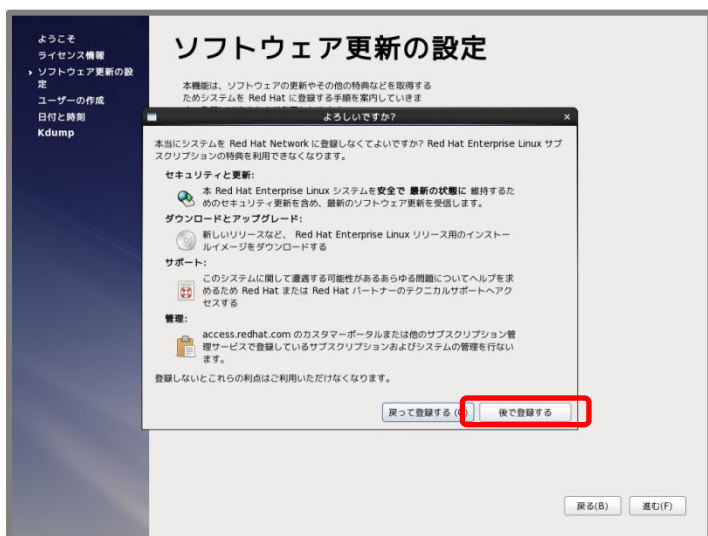 ようこそ
ライセンス情報
ソフトウェア更新の設
定
ユーザーの作成
日付と時刻
Kdump
ソフトウェア更新の設定
本機能は、ソフトウェアの更新やその他の特典などを取得する
ためシステムを Red Hat に登録する手順を案内していきま
よろしいですか?
本当にシステムを Red Hat Network に登録しなくてよいですか? Red Hat Enterprise Linux サブ
スクリプションの特典を利用できなくなります。
セキュリティと更新:
本 Red Hat Enterprise Linux システムを安全で 最新の状態に 維持するた
めのセキュリティ更新を含め、最新のソフトウェア更新を受信します。
ダウンロードとアップグレード:
新しいリリースなど、 Red Hat Enterprise Linux リリース用のインストー
ルイメージをダウンロードする
サポート:
このシステムに関して遭遇する可能性があるあらゆる問題についてヘルプを求
めるため Red Hat または Red Hat パートナーのテクニカルサポートへアク
セスする
管理:
access.redhat.com のカスタマーポータルまたは他のサブスクリプション管
理サービスで登録しているサブスクリプションおよびシステムの管理を行ない
ます。
登録しないとこれらの利点はご利用いただけなくなります。
戻って登録する 後で登録する
戻る(B) 進む(F)